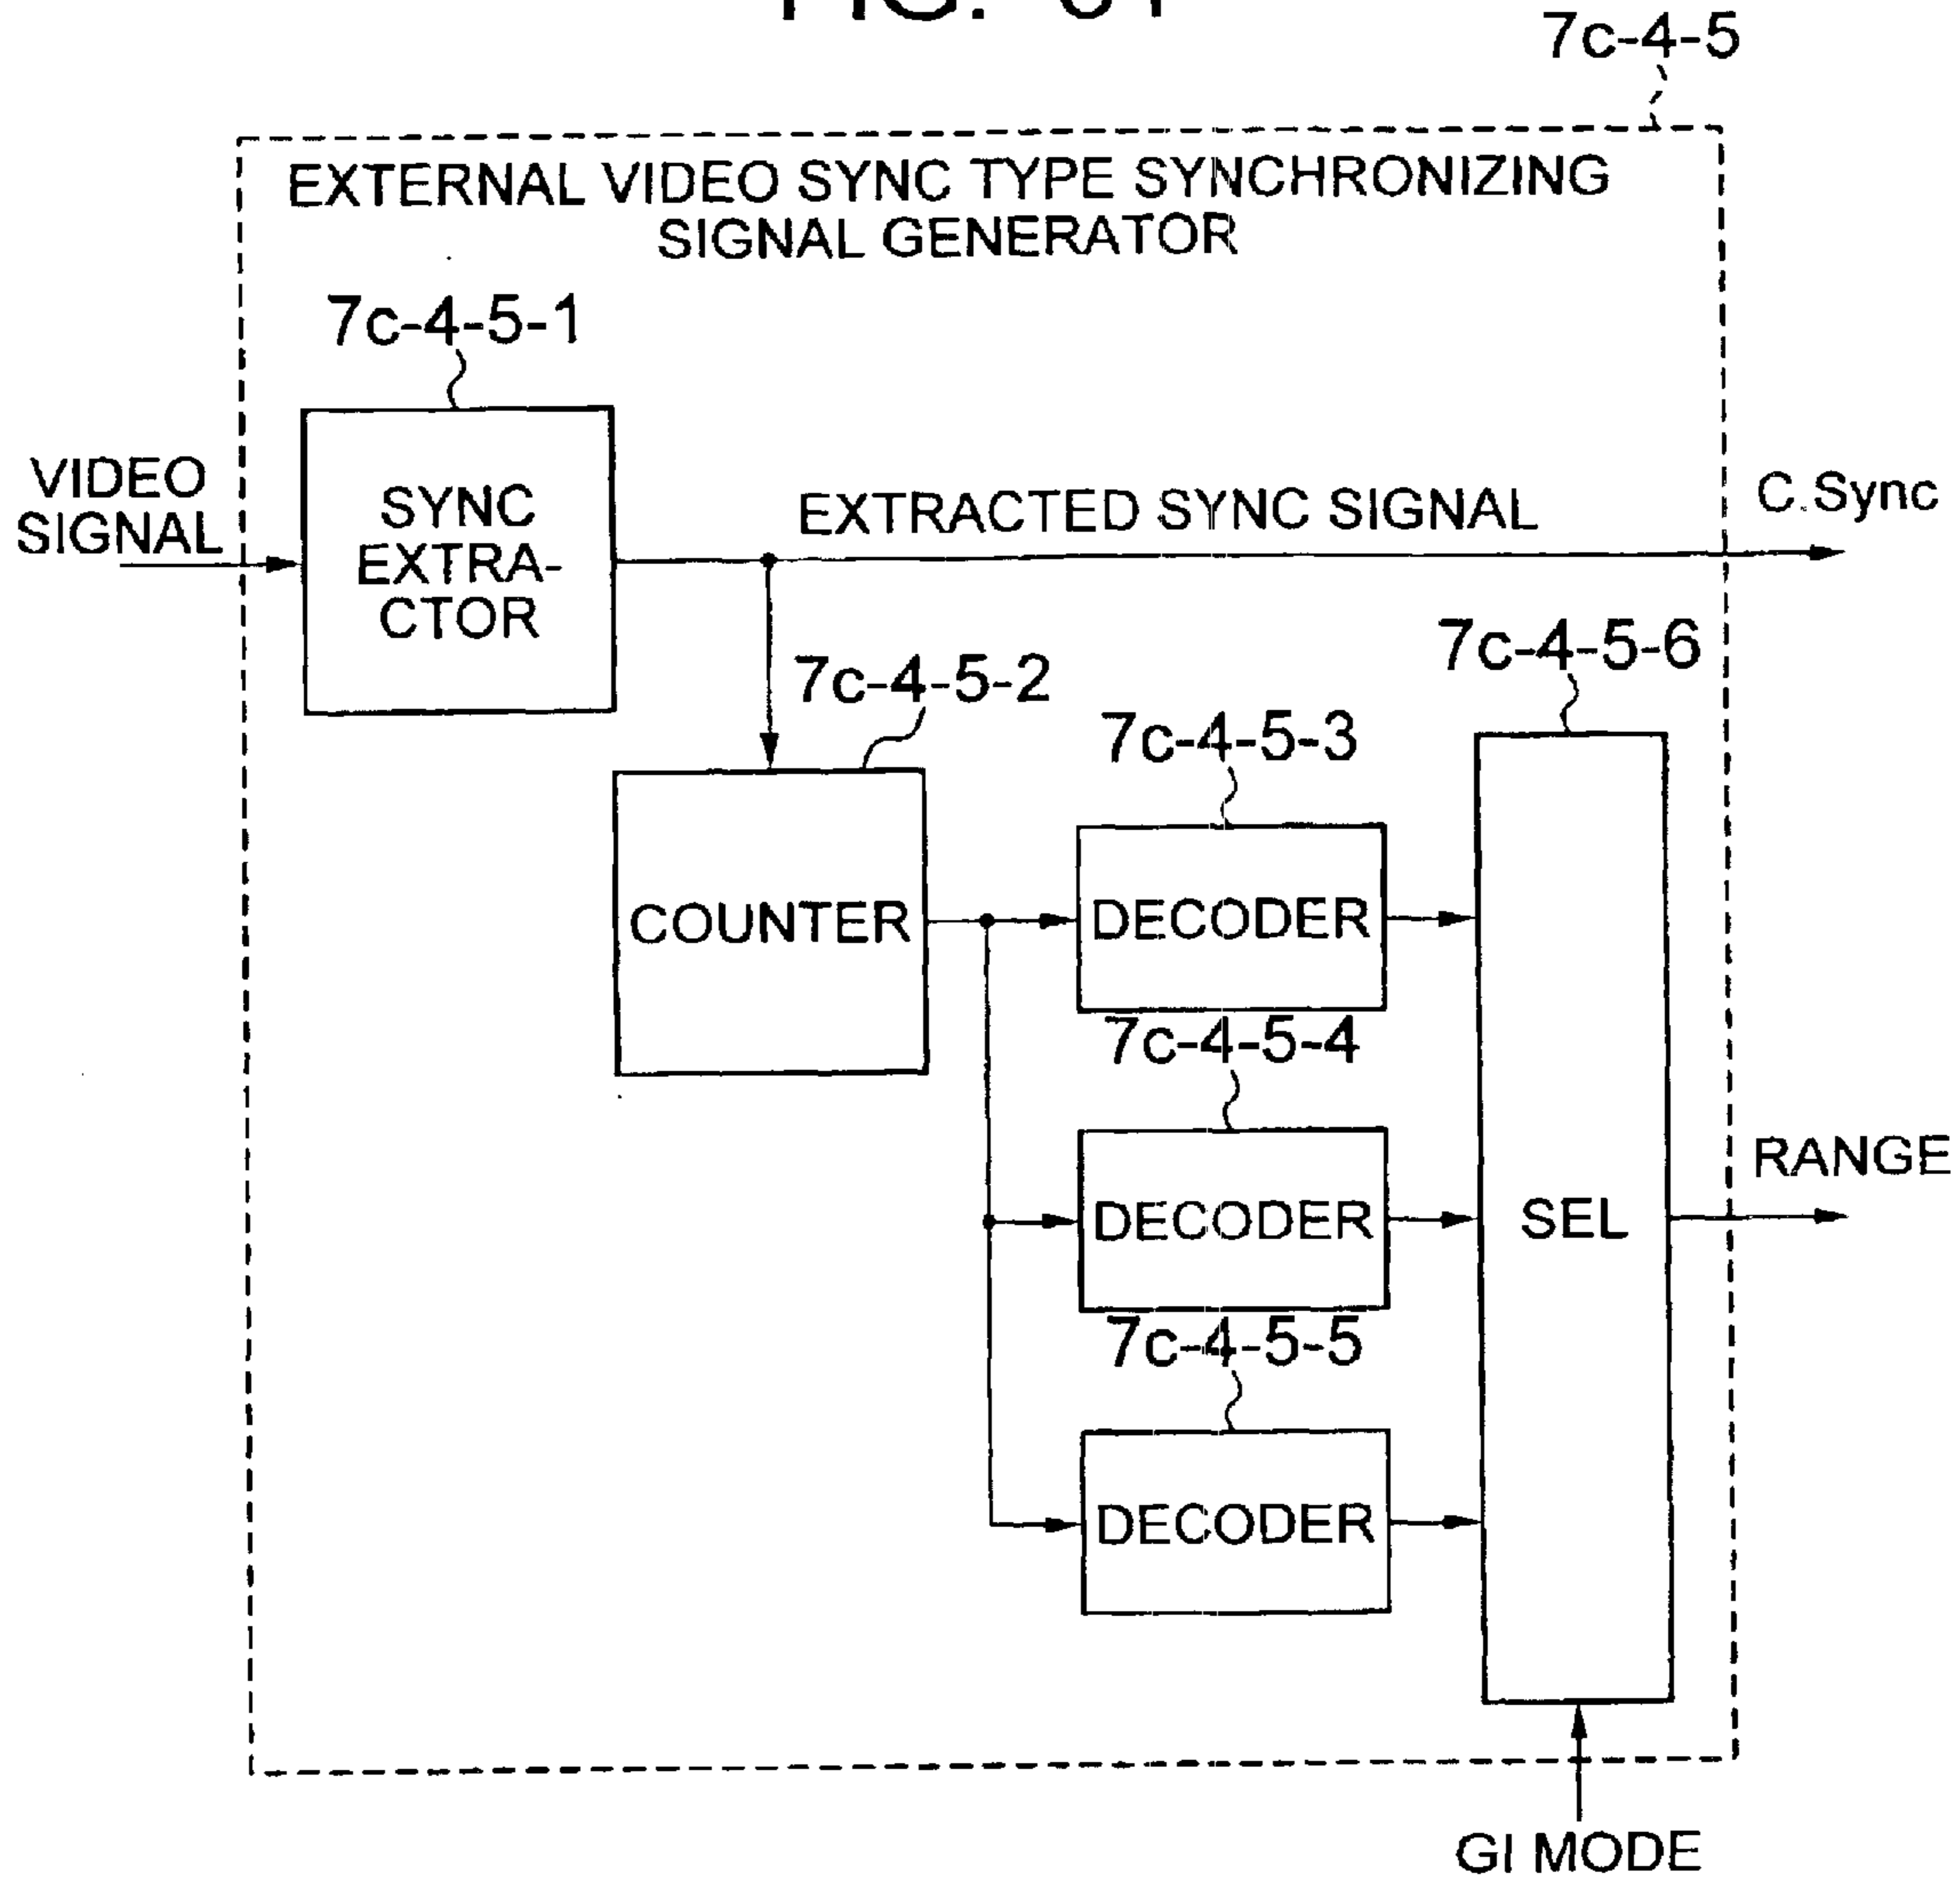 7c-4-5
EXTERNAL VIDEO SYNC TYPE SYNCHRONIZING
SIGNAL GENERATOR
7c-4-5-1
VIDEO
SIGNAL
SYNC
EXTRA-
CTOR
EXTRACTED SYNC SIGNAL
C.Sync
7c-4-5-2
7c-4-5-6
7c-4-5-3
COUNTER
DECODER
7c-4-5-4
DECODER
SEL
RANGE
7c-4-5-5
DECODER
GI MODE